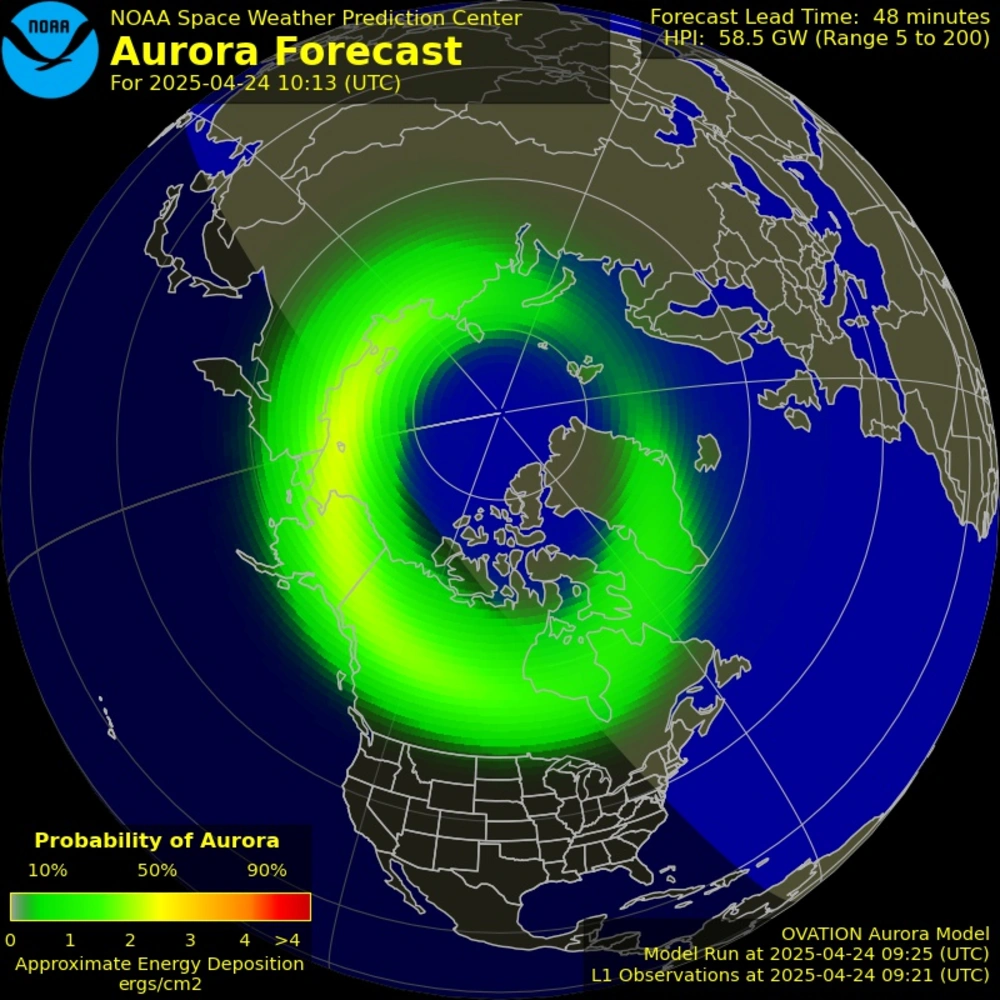 NOAA
NOAA Space Weather Prediction Center
Aurora Forecast
For 2025-04-24 10:13 (UTC)
Forecast Lead Time: 48 minutes
HPI: 58.5 GW (Range 5 to 200)
Probability of Aurora
10% 50% 90%
0 1 2 3 4 >4
Approximate Energy Deposition
ergs/cm2
OVATION Aurora Model
Model Run at 2025-04-24 09:25 (UTC)
L1 Observations at 2025-04-24 09:21 (UTC)